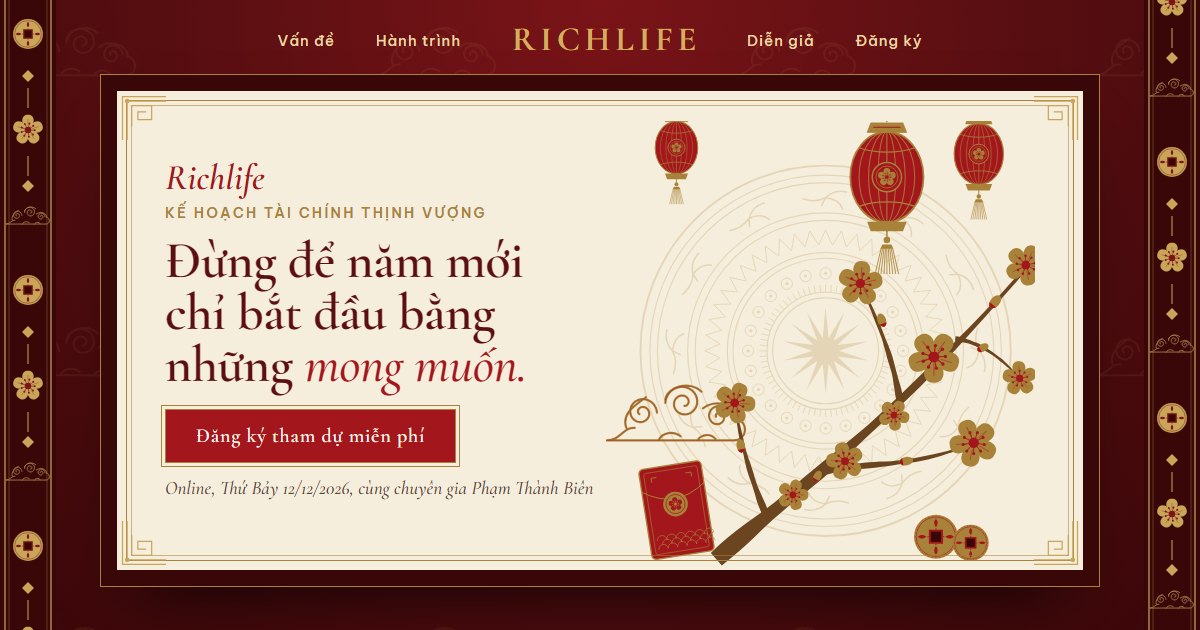 Vấn đề
Hành trình
RICHLIFE
Diễn giả
Đăng ký
Richlife
KẾ HOẠCH TÀI CHÍNH THỊNH VƯỢNG
Đừng để năm mới
chỉ bắt đầu bằng
những mong muốn.
Đăng ký tham dự miễn phí
Online, Thứ Bảy 12/12/2026, cùng chuyên gia Phạm Thành Biên